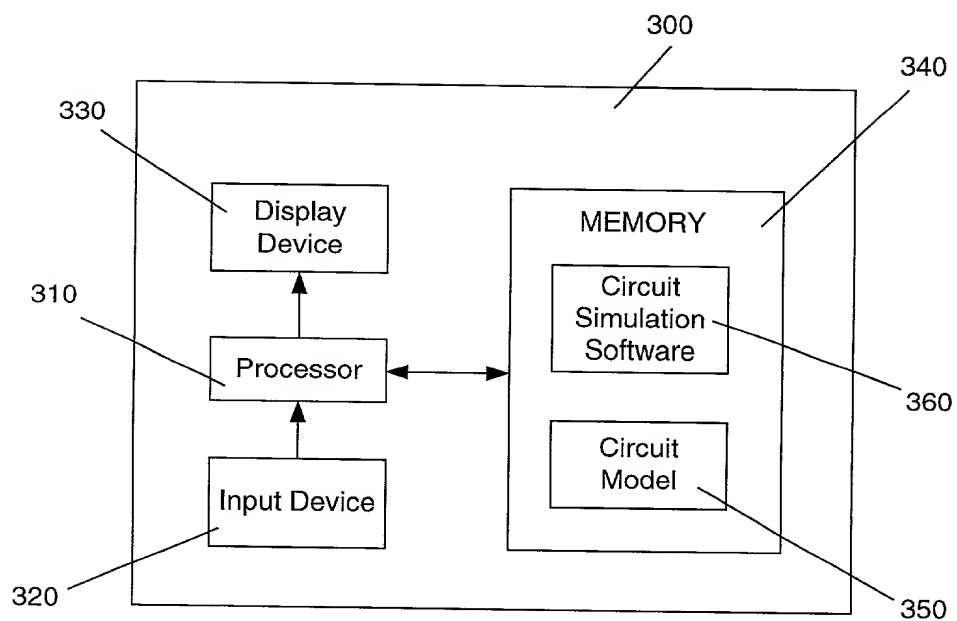 300
340
330
Display
Device
MEMORY
310
Circuit
Simulation
Software
Processor
360
Circuit
Model
Input Device
320
350